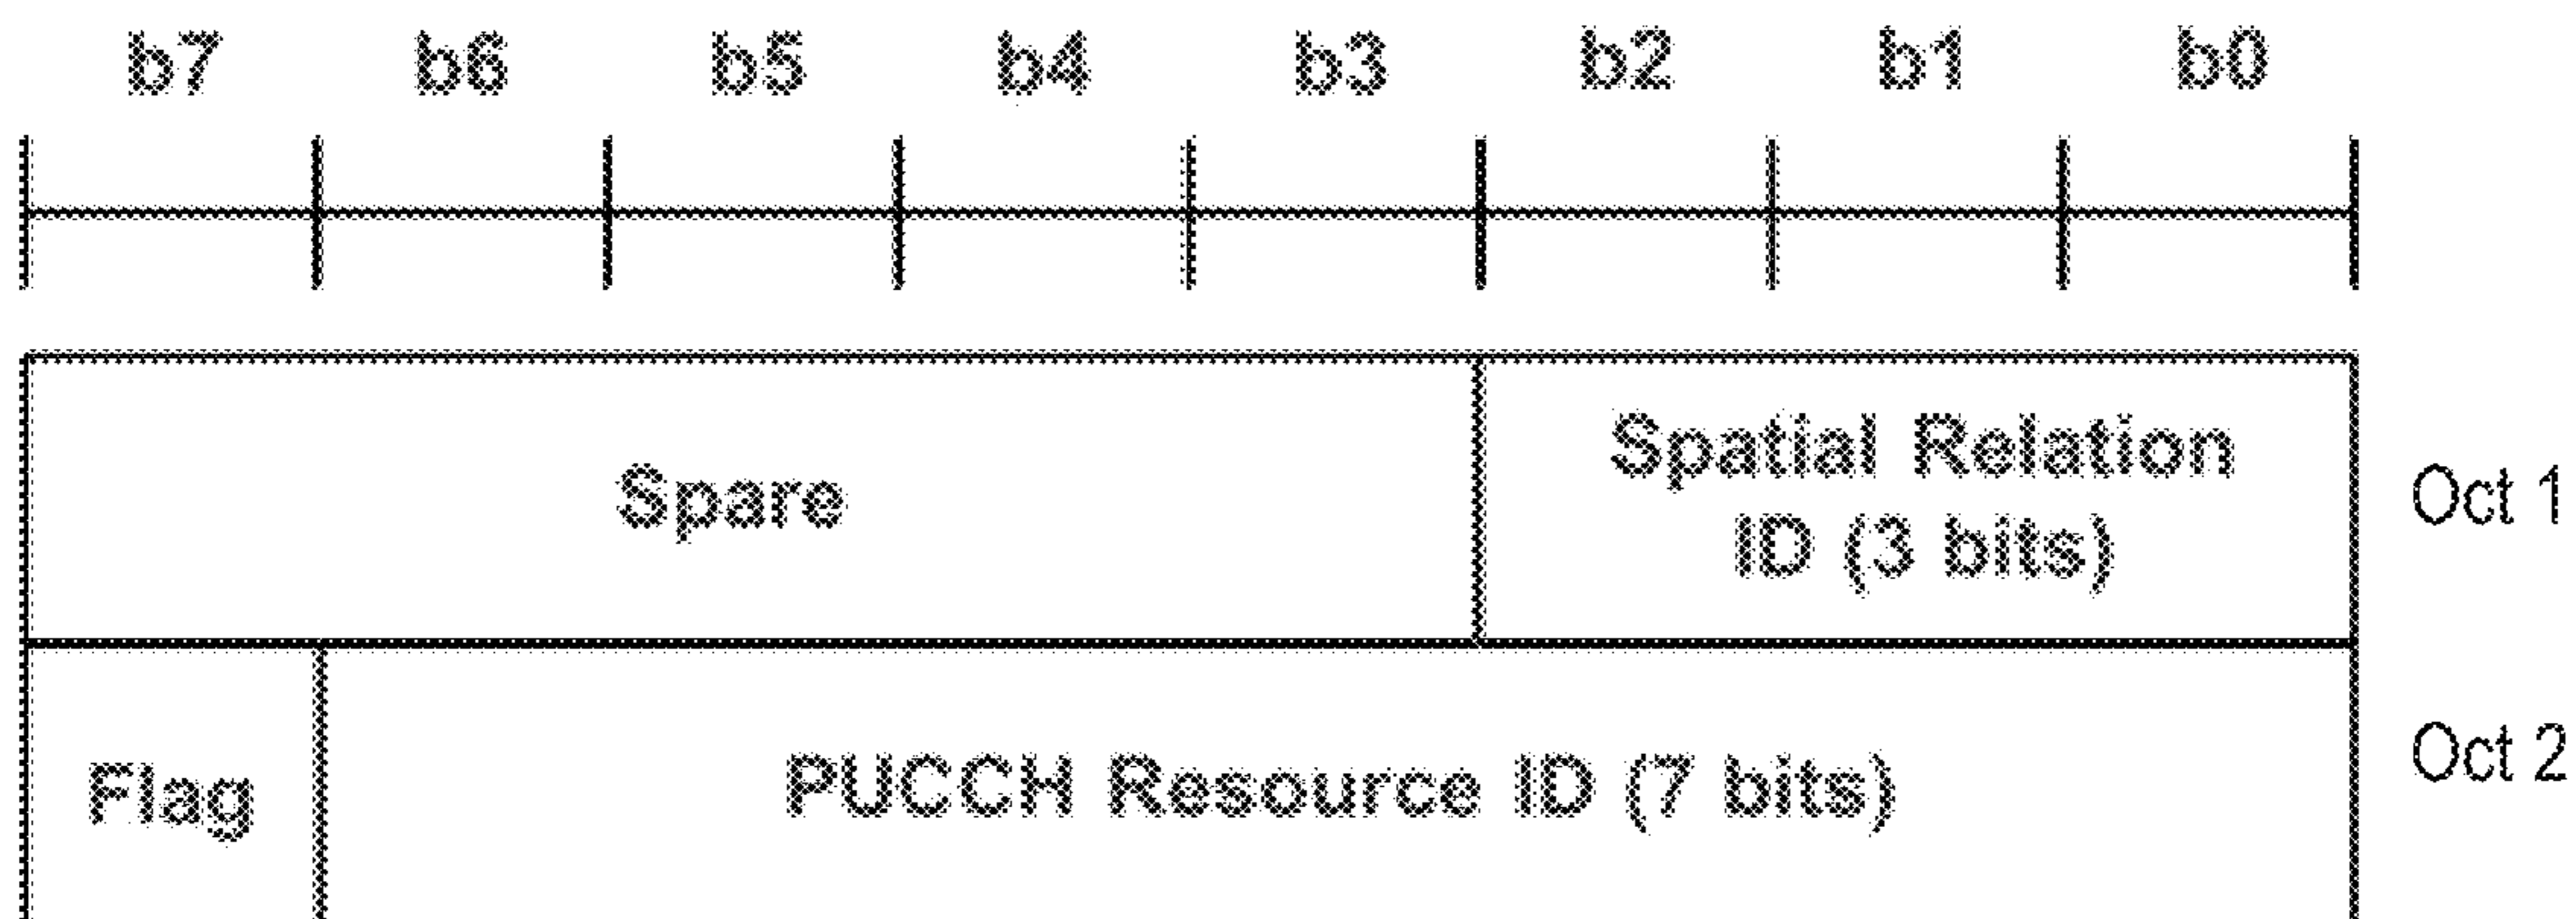 b7 b6 b5 b4 b3 b2 b1 b0
Spare
Spatial Relation
ID (3 bits)
Oct 1
Flag
PUCCH Resource ID (7 bits)
Oct 2